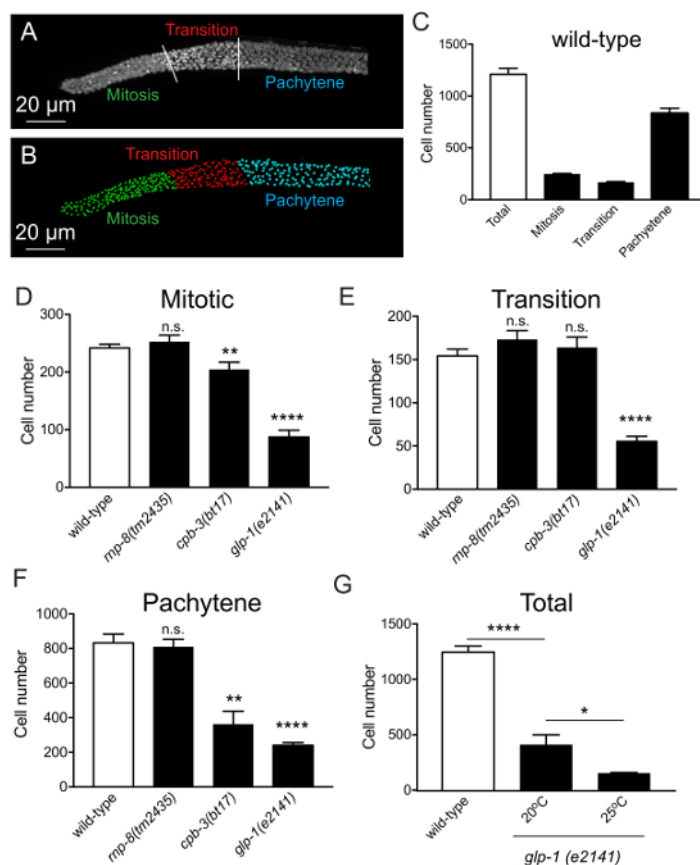 A
Transition
Mitosis
Pachytene
20 µm
B
Transition
Mitosis
Pachytene
20 µm
C
wild-type
Cell number
1500
1000
500
0
Total
Mitosis
Transition
Pachyetene
D
Mitotic
Cell number
300
200
100
0
n.s.
**
****
wild-type
rnp-8(tm2435)
cpb-3(bt17)
glp-1(e2141)
E
Transition
Cell number
200
150
100
50
0
n.s.
n.s.
****
wild-type
rnp-8(tm2435)
cpb-3(bt17)
glp-1(e2141)
F
Pachytene
Cell number
1000
800
600
400
200
0
n.s.
**
****
wild-type
rnp-8(tm2435)
cpb-3(bt17)
glp-1(e2141)
G
Total
Cell number
1500
1000
500
0
****
*
wild-type
20ºC
25ºC
glp-1 (e2141)